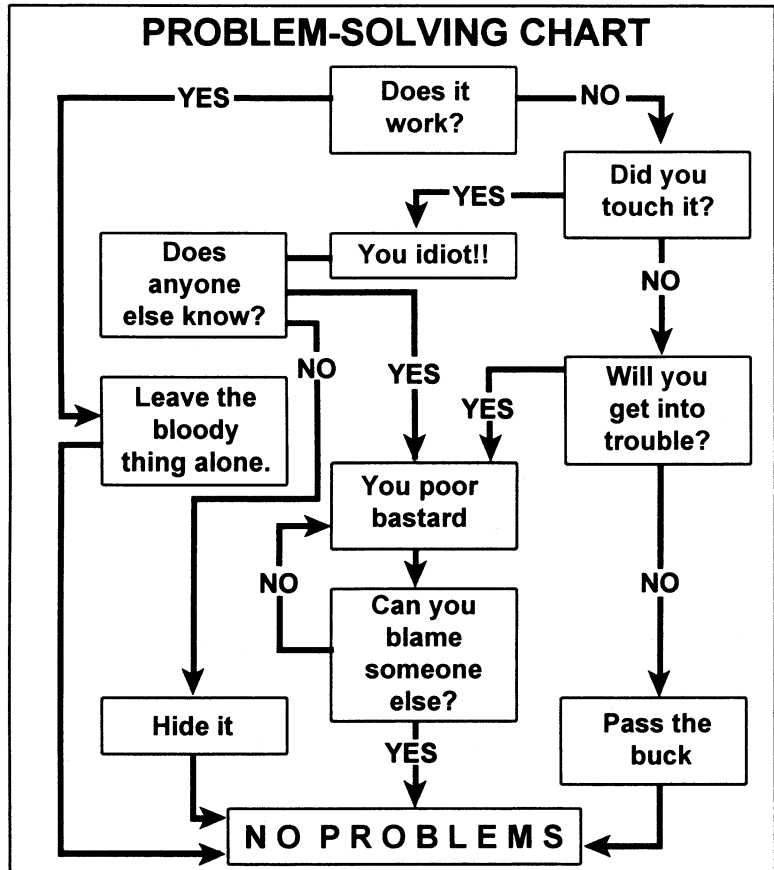 PROBLEM-SOLVING CHART
Does it
work?
YES
NO
Did you
touch it?
YES
You idiot!!
Does
anyone
else know?
NO
NO
YES
Will you
get into
trouble?
YES
Leave the
bloody
thing alone.
You poor
bastard
NO
NO
Can you
blame
someone
else?
Hide it
Pass the
buck
YES
NO PROBLEMS